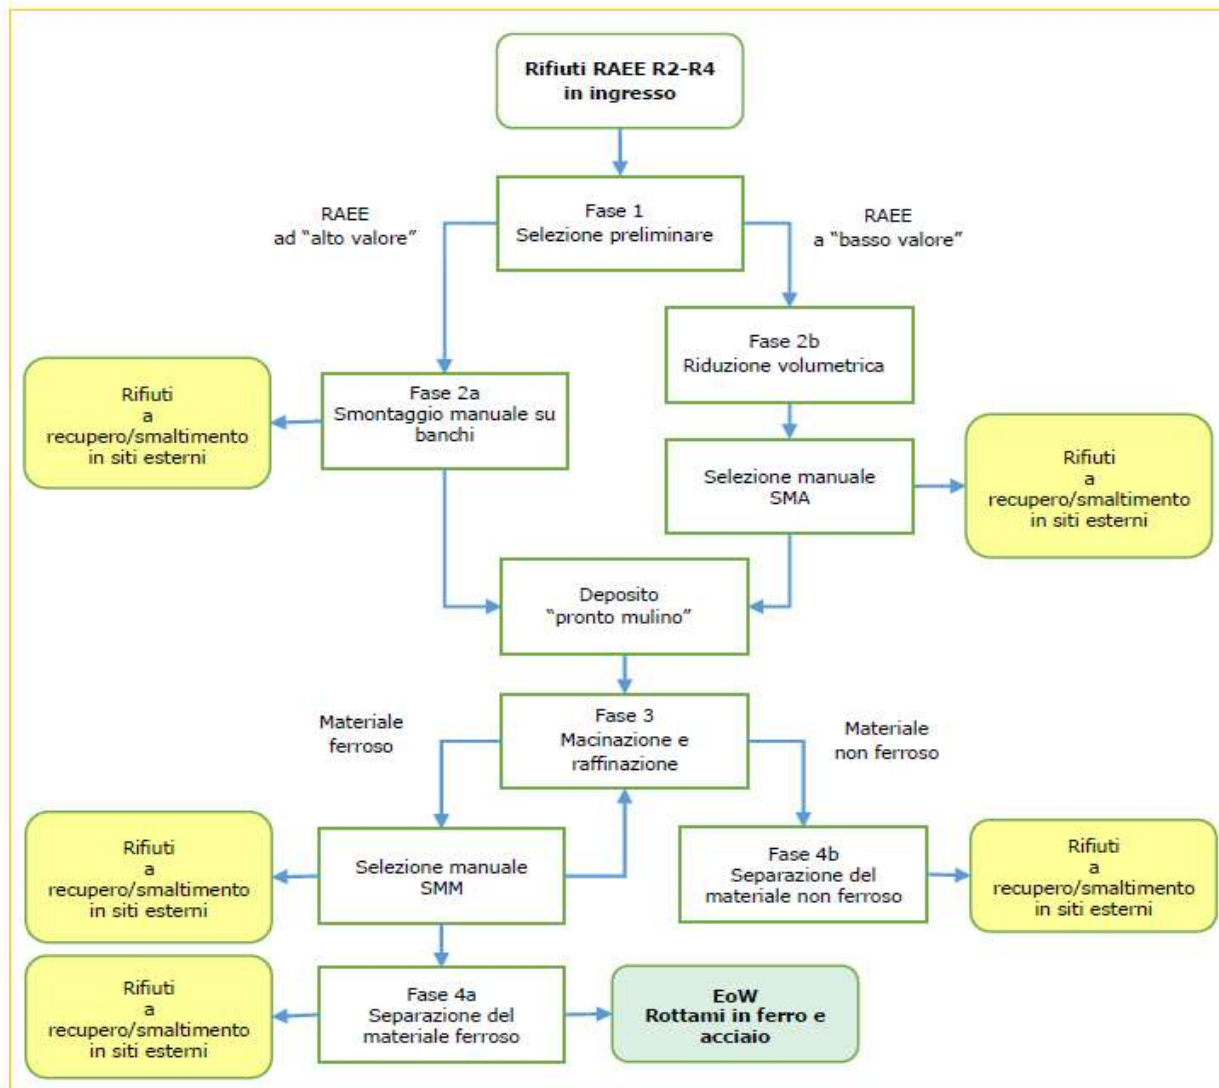 Rifiuti RAEE R2-R4
in ingresso
Fase 1
Selezione preliminare
RAEE
ad “alto valore”
RAEE
a “basso valore”
Fase 2b
Riduzione volumetrica
Rifiuti
a
recupero/smaltimento
in siti esterni
Fase 2a
Smontaggio manuale su
banchi
Selezione manuale
SMA
Rifiuti
a
recupero/smaltimento
in siti esterni
Deposito
“pronto mulino”
Materiale
ferroso
Fase 3
Macinazione e
raffinazione
Materiale
non ferroso
Rifiuti
a
recupero/smaltimento
in siti esterni
Selezione manuale
SMM
Fase 4b
Separazione del
materiale non ferroso
Rifiuti
a
recupero/smaltimento
in siti esterni
Rifiuti
a
recupero/smaltimento
in siti esterni
Fase 4a
Separazione del
materiale ferroso
EoW
Rottami in ferro e
acciaio